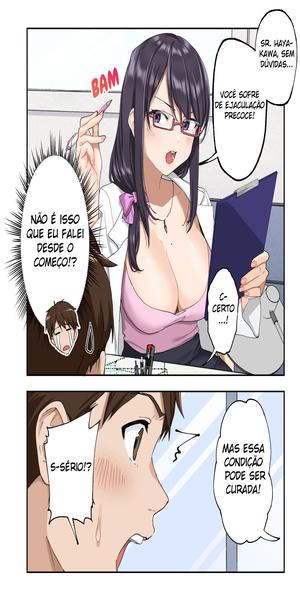 SR. HAYA-
KAWA, SEM
DÚVIDAS...
VOCÊ SOFRE
DE EJACULAÇÃO
PRECOCE!
BAM
NÃO É ISSO
QUE EU FALEI
DESDE O
COMEÇO!?
C-
CERTO
...!
MAS ESSA
CONDIÇÃO
PODE SER
CURADA!
S-SÉRIO!?